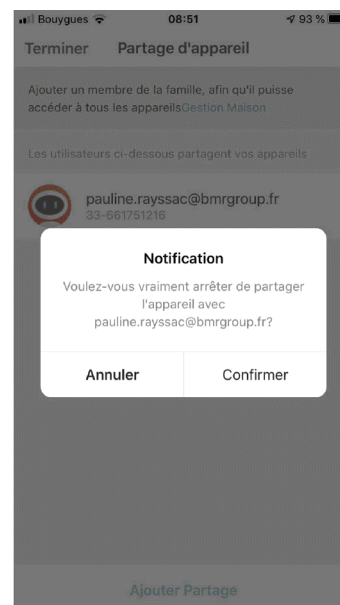 Bouygues 08:51 93 %
Terminer Partage d'appareil
Ajouter un membre de la famille, afin qu'il puisse
accéder à tous les appareilsGestion Maison
Les utilisateurs ci-dessous partagent vos appareils
pauline.rayssac@bmrgroup.fr
33-661751216
Notification
Voulez-vous vraiment arrêter de partager
l'appareil avec
pauline.rayssac@bmrgroup.fr?
Annuler Confirmer
Ajouter Partage